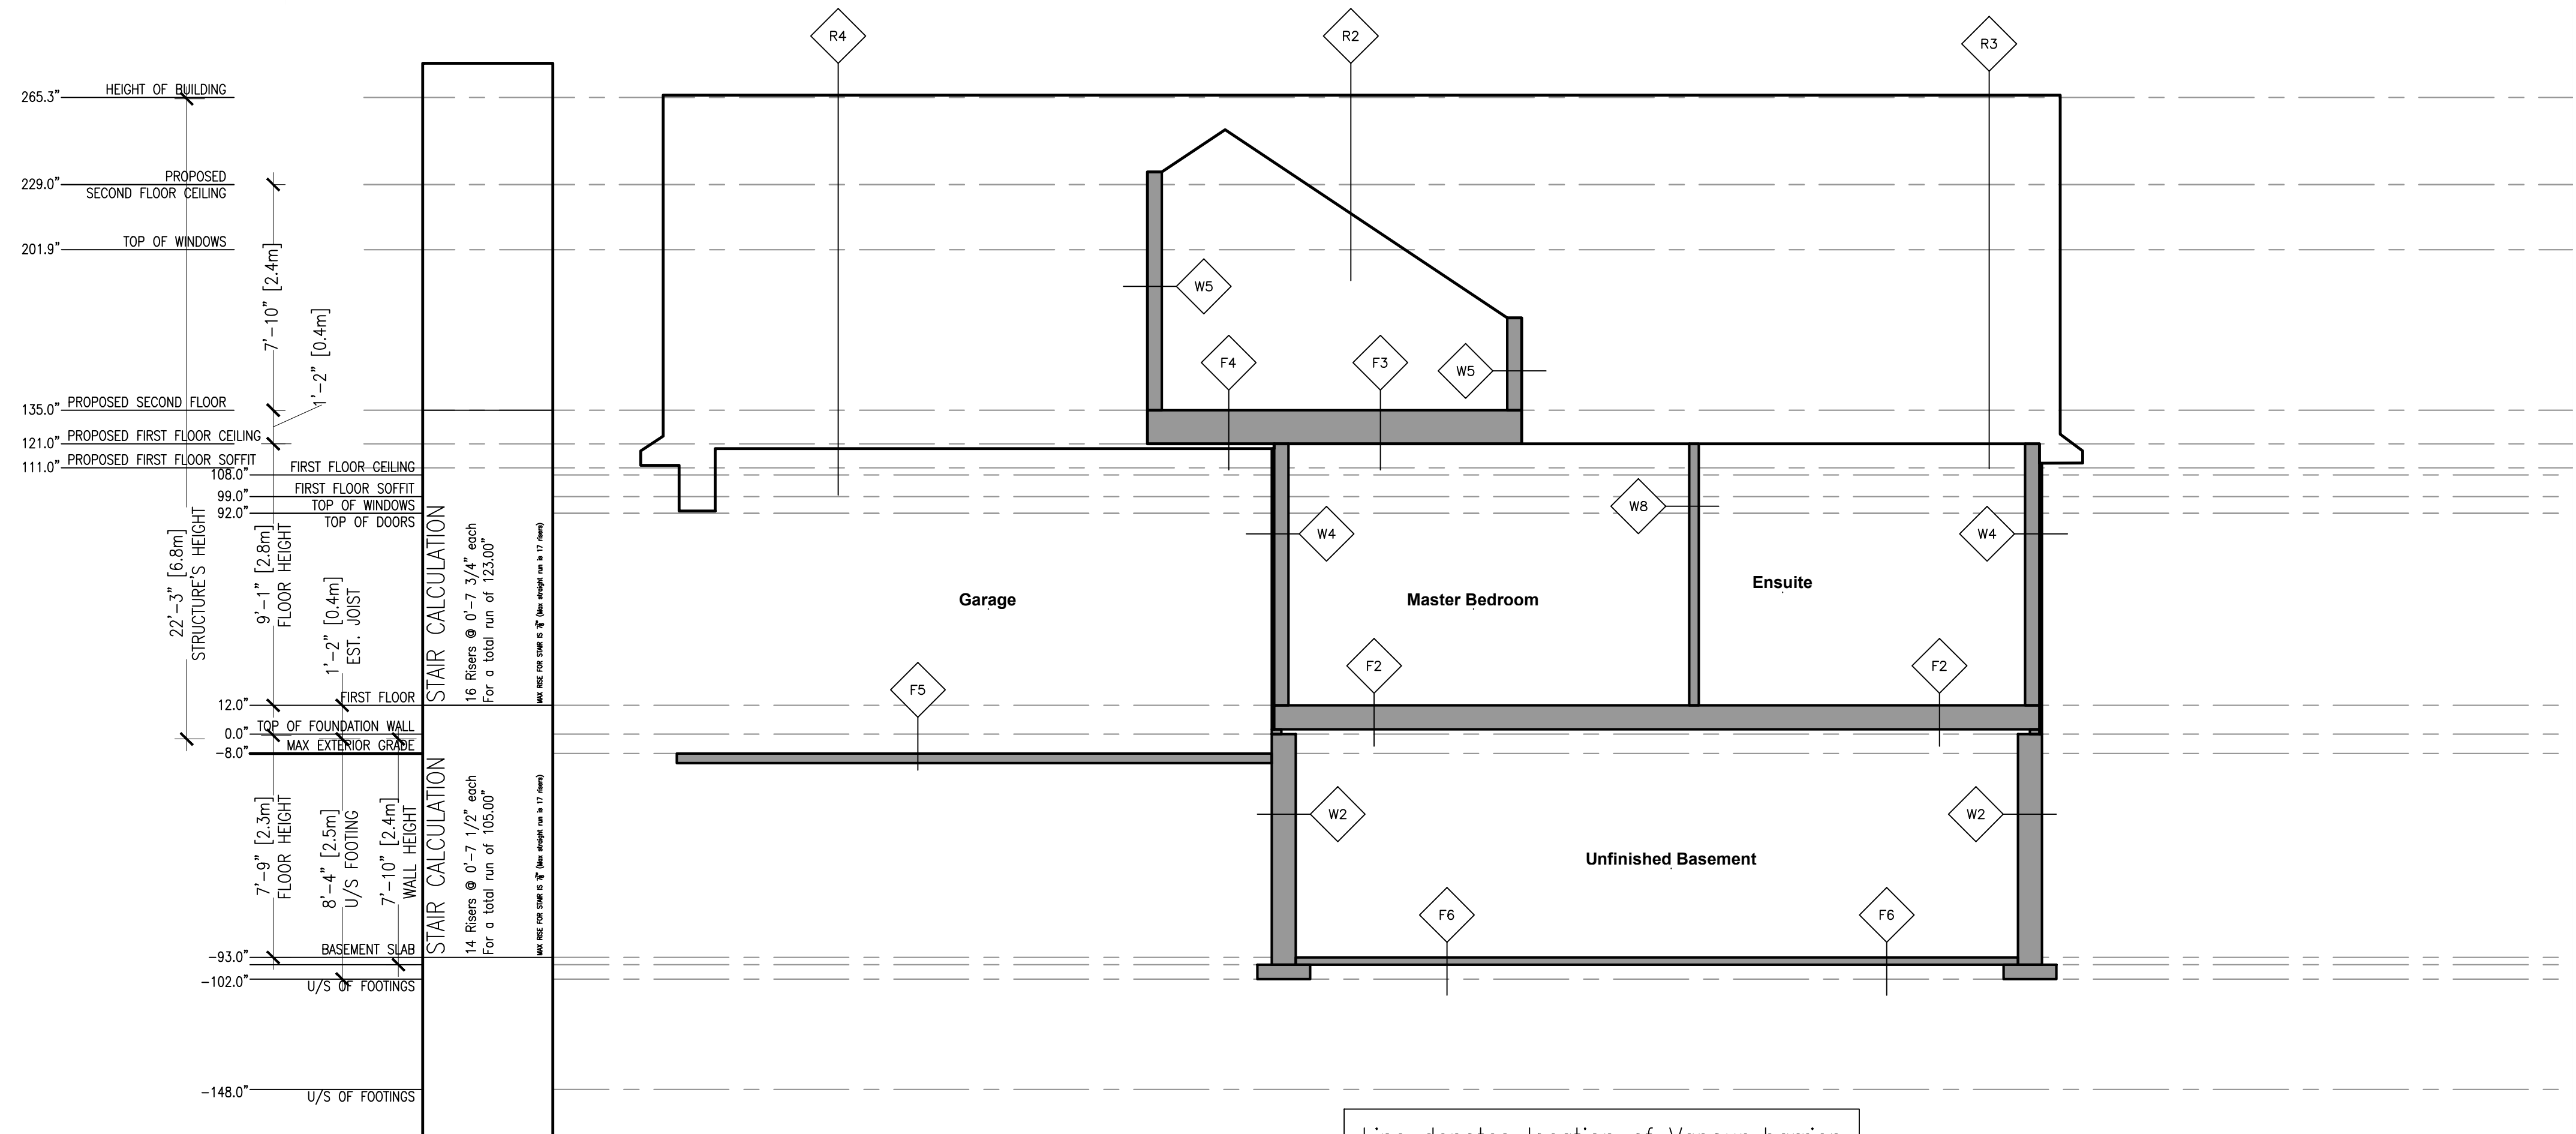 R4
R2
R3
265.3" HEIGHT OF BUILDING
229.0" PROPOSED
SECOND FLOOR CEILING
201.9" TOP OF WINDOWS
7'-10" [2.4m]
1'-2" [0.4m]
W5
F4
F3
W5
135.0" PROPOSED SECOND FLOOR
121.0" PROPOSED FIRST FLOOR CEILING
111.0" PROPOSED FIRST FLOOR SOFFIT
108.0" FIRST FLOOR CEILING
99.0" FIRST FLOOR SOFFIT
92.0" TOP OF WINDOWS
TOP OF DOORS
22'-3" [6.8m]
STRUCTURE'S HEIGHT
9'-1" [2.8m]
FLOOR HEIGHT
1'-2" [0.4m]
EST. JOIST
STAIR CALCULATION
16 Risers @ 0'-7 3/4" each
For a total run of 123.00"
W8
W4
W4
Garage
Master Bedroom
Ensuite
F2
F2
F5
12.0" FIRST FLOOR
0.0" TOP OF FOUNDATION WALL
-8.0" MAX EXTERIOR GRADE
7'-9" [2.3m]
FLOOR HEIGHT
8'-4" [2.5m]
U/S FOOTING
7'-10" [2.4m]
WALL HEIGHT
STAIR CALCULATION
14 Risers @ 0'-7 1/2" each
For a total run of 105.00"
W2
W2
Unfinished Basement
F6
F6
-93.0" BASEMENT SLAB
-102.0" U/S OF FOOTINGS
-148.0" U/S OF FOOTINGS
Line denotes location of Vapour barrier